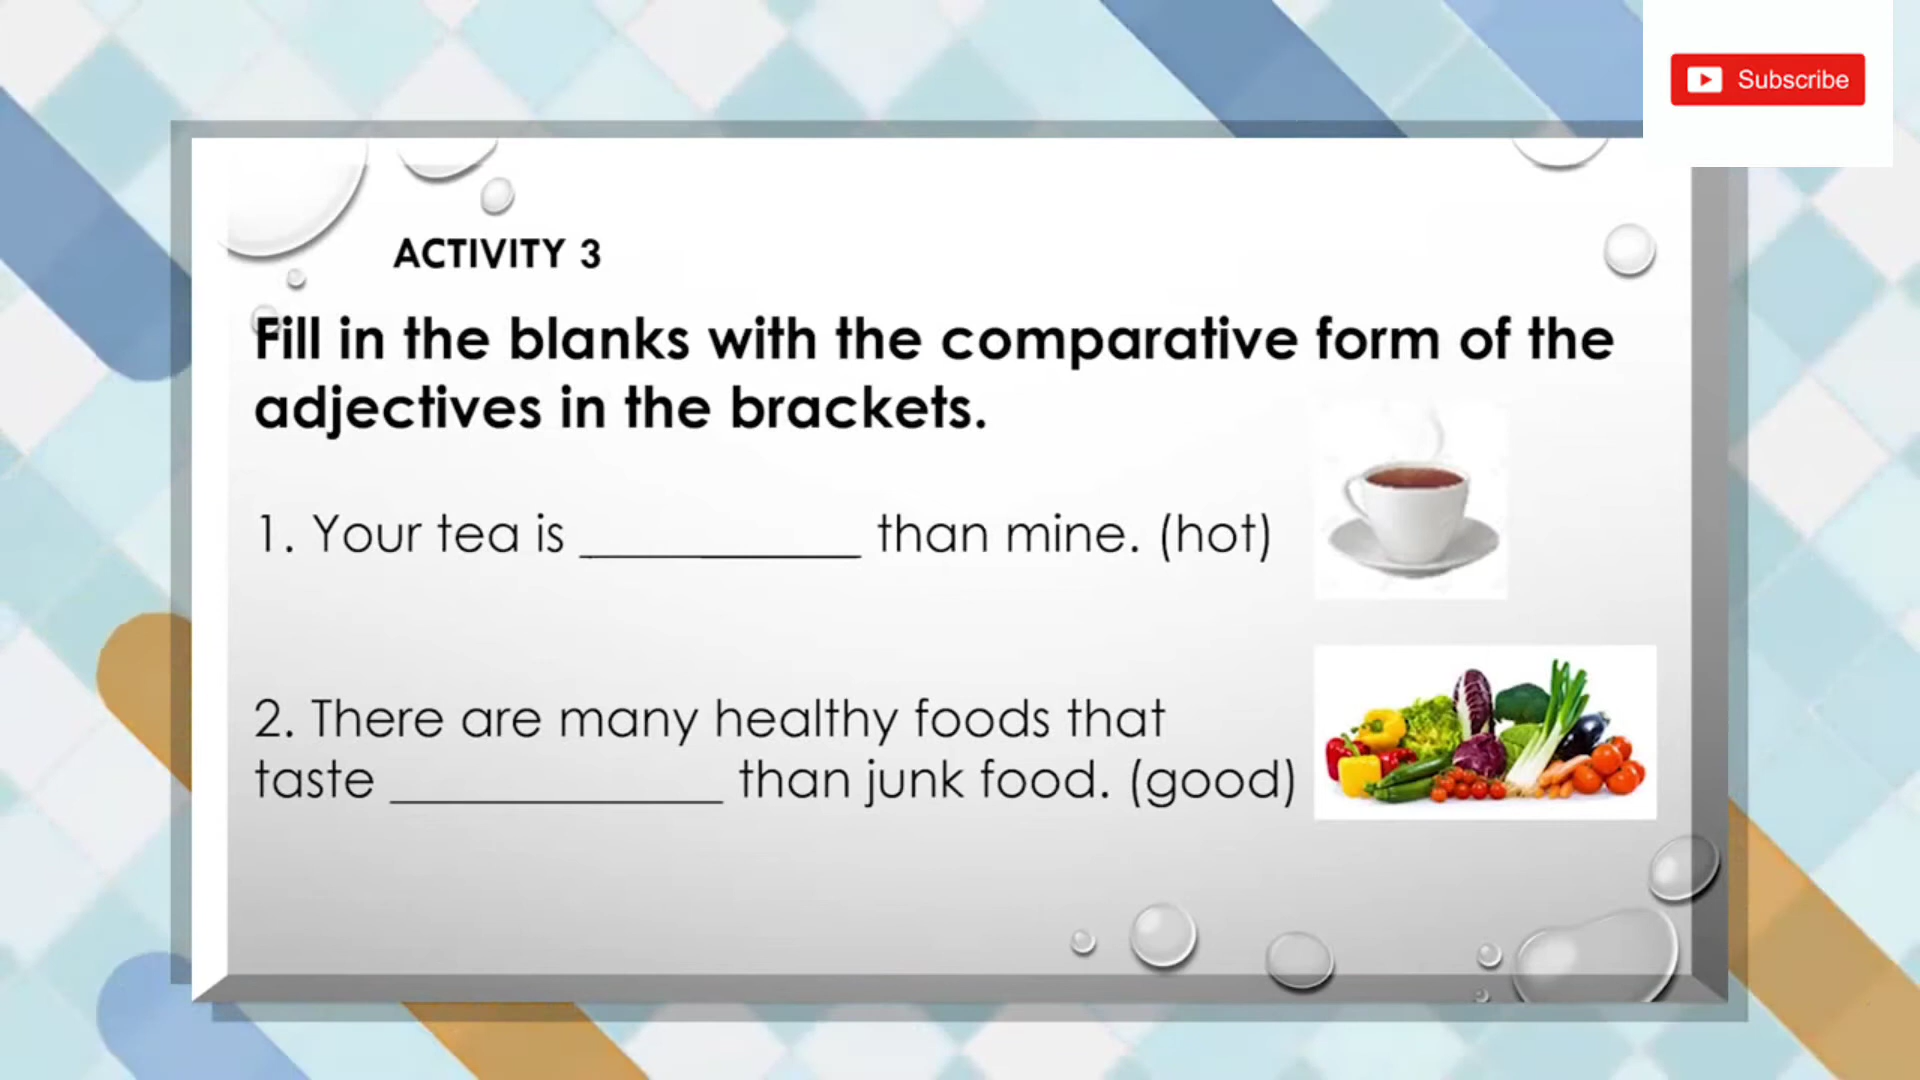 Subscribe
ACTIVITY 3
Fill in the blanks with the comparative form of the
adjectives in the brackets.
1. Your tea is ___________ than mine. (hot)
2. There are many healthy foods that
taste _____________ than junk food. (good)